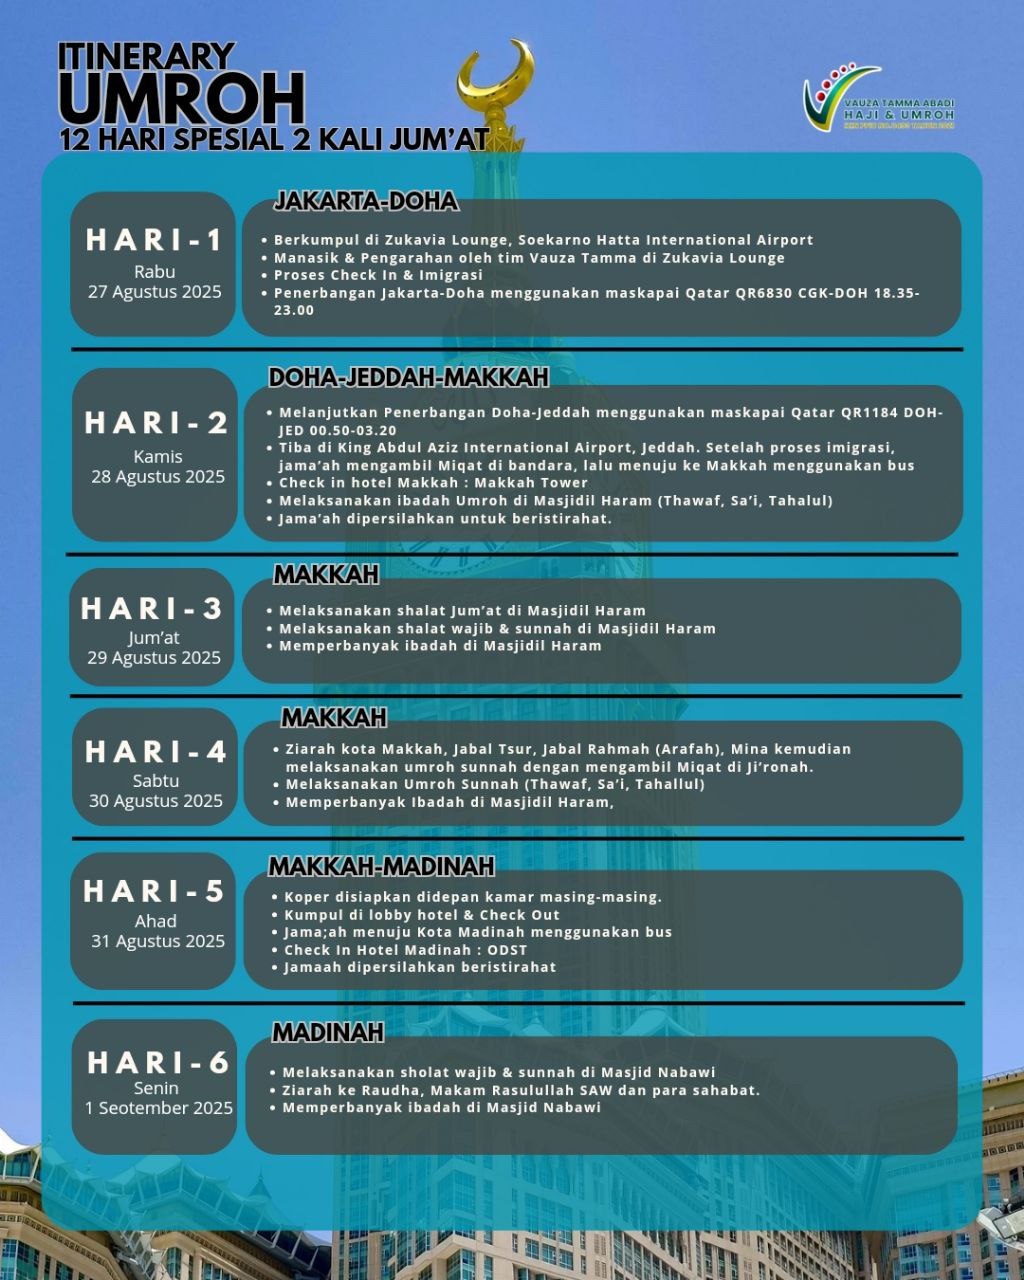 ITINERARY
UMROH
12 HARI SPESIAL 2 KALI JUM'AT
VAUZA TAMMA ABADI
HAJI & UMROH
JAKARTA-DOHA
HARI-1
Rabu
27 Agustus 2025
• Berkumpul di Zukavia Lounge, Soekarno Hatta International Airport
• Manasik & Pengarahan oleh tim Vauza Tamma di Zukavia Lounge
• Proses Check In & Imigrasi
• Penerbangan Jakarta-Doha menggunakan maskapai Qatar QR6830 CGK-DOH 18.35-
23.00
DOHA-JEDDAH-MAKKAH
HARI-2
Kamis
28 Agustus 2025
• Melanjutkan Penerbangan Doha-Jeddah menggunakan maskapai Qatar QR1184 DOH-
JED 00.50-03.20
• Tiba di King Abdul Aziz International Airport, Jeddah. Setelah proses imigrasi,
jama'ah mengambil Miqat di bandara, lalu menuju ke Makkah menggunakan bus
• Check in hotel Makkah : Makkah Tower
• Melaksanakan ibadah Umroh di Masjidil Haram (Thawaf, Sa'i, Tahalul)
• Jama'ah dipersilahkan untuk beristirahat.
MAKKAH
HARI-3
Jum'at
29 Agustus 2025
• Melaksanakan shalat Jum'at di Masjidil Haram
• Melaksanakan shalat wajib & sunnah di Masjidil Haram
• Memperbanyak ibadah di Masjidil Haram
MAKKAH
HARI-4
Sabtu
30 Agustus 2025
• Ziarah kota Makkah, Jabal Tsur, Jabal Rahmah (Arafah), Mina kemudian
melaksanakan umroh sunnah dengan mengambil Miqat di Ji'ronah.
• Melaksanakan Umroh Sunnah (Thawaf, Sa'i, Tahallul)
• Memperbanyak Ibadah di Masjidil Haram,
MAKKAH-MADINAH
HARI-5
Ahad
31 Agustus 2025
• Koper disiapkan didepan kamar masing-masing.
• Kumpul di lobby hotel & Check Out
• Jama;ah menuju Kota Madinah menggunakan bus
• Check In Hotel Madinah : ODST
• Jamaah dipersilahkan beristirahat
MADINAH
HARI-6
Senin
1 Seotember 2025
• Melaksanakan sholat wajib & sunnah di Masjid Nabawi
• Ziarah ke Raudha, Makam Rasulullah SAW dan para sahabat.
• Memperbanyak ibadah di Masjid Nabawi